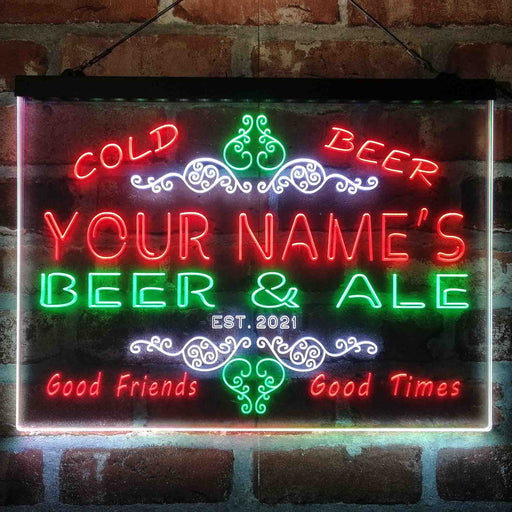 COLD BEER
YOUR NAME'S
BEER & ALE
EST. 2021
Good Friends Good Times